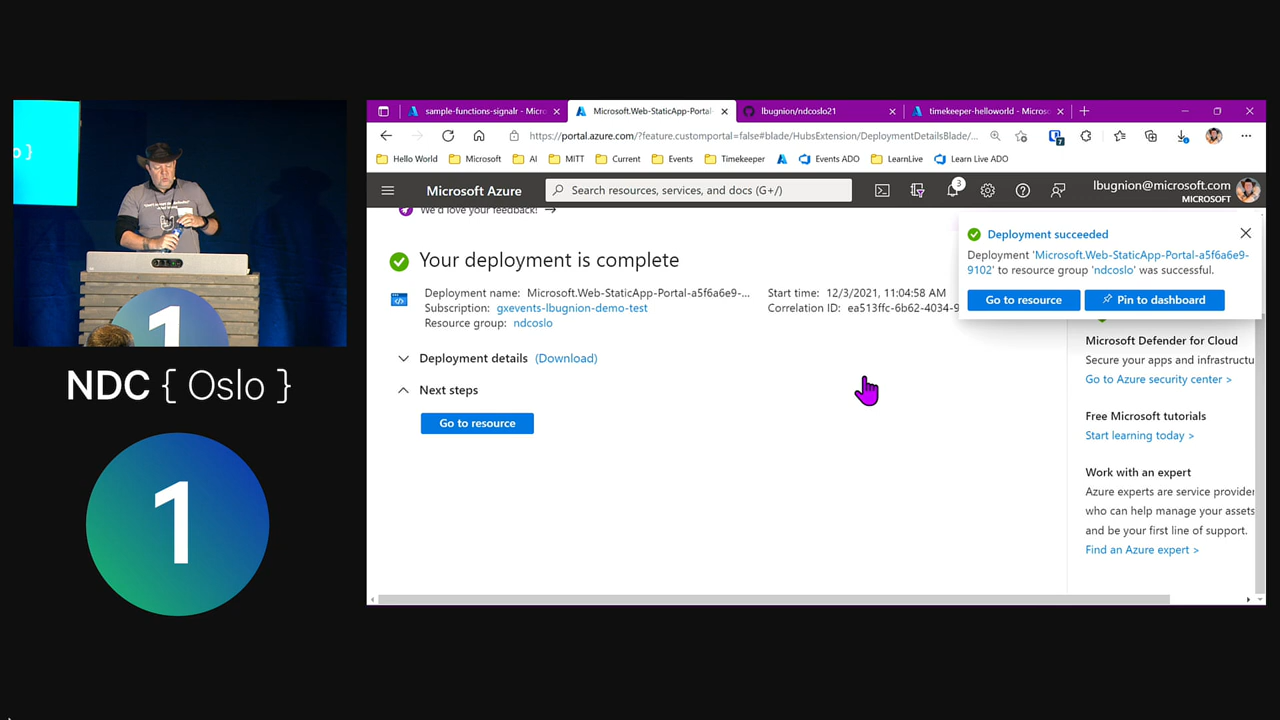 o }
1
NDC { Oslo }
1
sample-functions-signalr - Micro
Microsoft.Web-StaticApp-Portal-
lbugnion/ndcoslo21
timekeeper-helloworld - Microso
https://portal.azure.com/?feature.customportal=false#blade/HubsExtension/DeploymentDetailsBlade/...
7
Hello World
Microsoft
AI
MITT
Current
Events
Timekeeper
Events ADO
LearnLive
Learn Live ADO
Microsoft Azure
Search resources, services, and docs (G+/)
3
lbugnion@microsoft.com
MICROSOFT
We'd love your feedback! →
Your deployment is complete
Deployment name: Microsoft.Web-StaticApp-Portal-a5f6a6e9-...
Subscription: gxevents-lbugnion-demo-test
Resource group: ndcoslo
Start time: 12/3/2021, 11:04:58 AM
Correlation ID: ea513ffc-6b62-4034-9
Deployment details (Download)
Next steps
Go to resource
Deployment succeeded
Deployment 'Microsoft.Web-StaticApp-Portal-a5f6a6e9-
9102' to resource group 'ndcoslo' was successful.
Go to resource
Pin to dashboard
Microsoft Defender for Cloud
Secure your apps and infrastructu
Go to Azure security center >
Free Microsoft tutorials
Start learning today >
Work with an expert
Azure experts are service provider
who can help manage your assets
and be your first line of support.
Find an Azure expert >